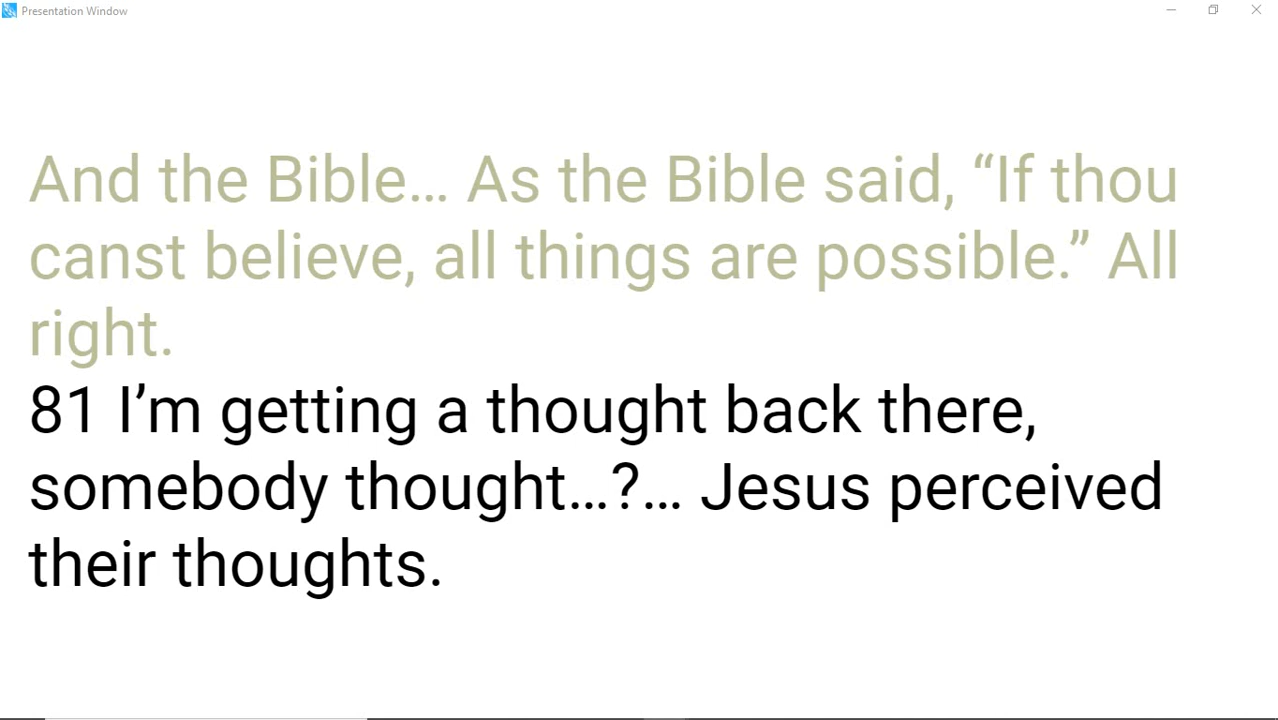 Presentation Window
And the Bible… As the Bible said, “If thou
canst believe, all things are possible.” All
right.
81 I’m getting a thought back there,
somebody thought…?… Jesus perceived
their thoughts.